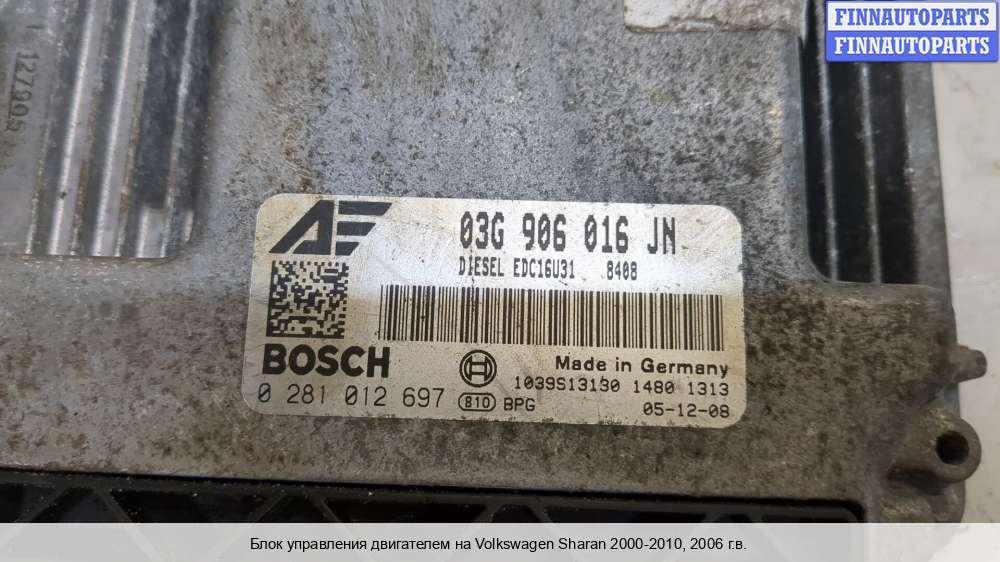 FINNAUTOPARTS
FINNAUTOPARTS
03G 906 016 JN
DIESEL EDC16U31 8408
BOSCH
Made in Germany
0 281 012 697
1039S13130 1480 1313
810 BPG
05-12-08
Блок управления двигателем на Volkswagen Sharan 2000-2010, 2006 г.в.